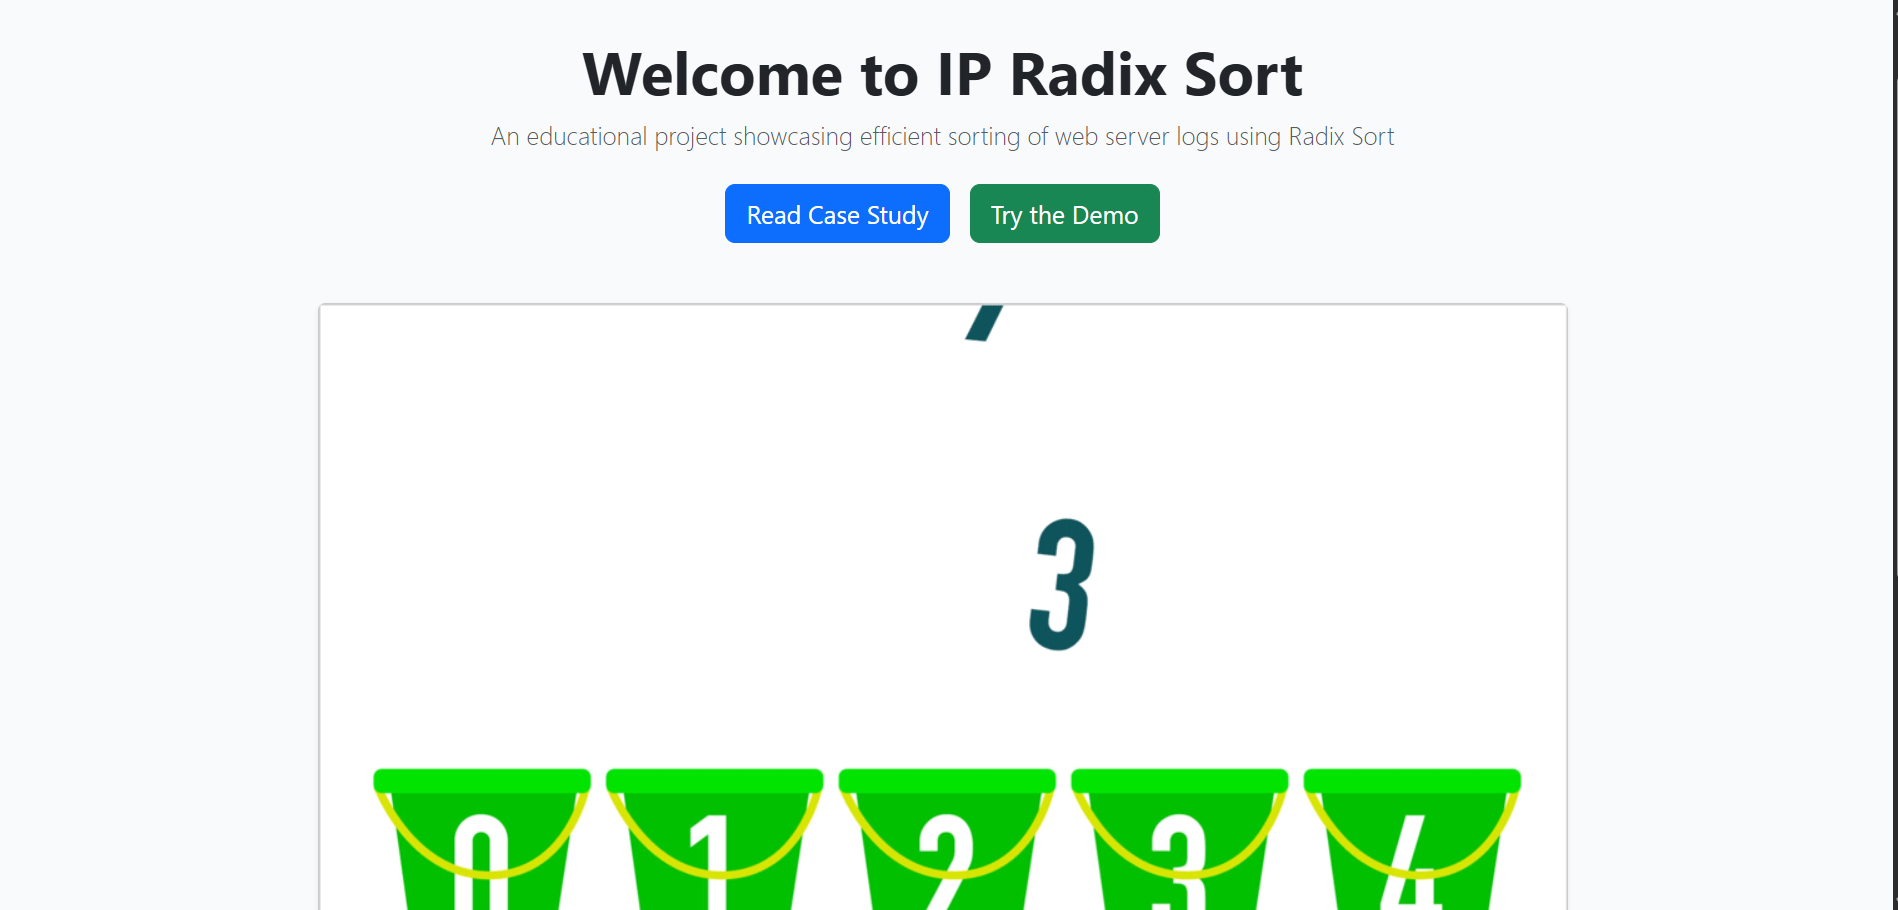 Welcome to IP Radix Sort
An educational project showcasing efficient sorting of web server logs using Radix Sort
Read Case Study
Try the Demo
3
0 1 2 3 4